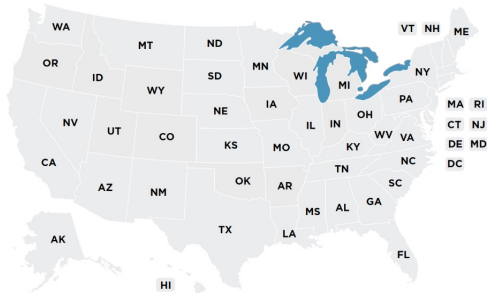 WA
VT NH
ME
MT
ND
OR
MN
ID
SD
WI
NY
MI
WY
MA RI
IA
PA
NE
OH
NV
IL
IN
CT NJ
UT
CO
WV
VA
DE MD
KS
MO
KY
CA
NC
DC
TN
OK
AZ
NM
AR
SC
MS
AL
GA
TX
LA
AK
FL
HI